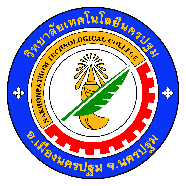 วิทยาลัยเทคโนโลยีนครปฐม
NAKORNPATHOM TECHNOLOGICAL COLLEGE
อ.เมืองนครปฐม จ.นครปฐม